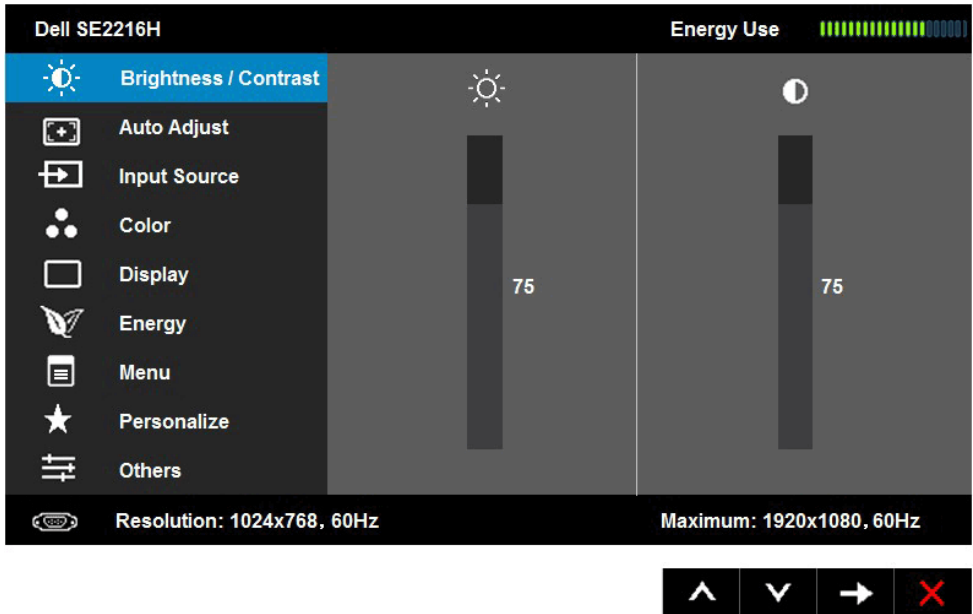 Dell SE2216H
Energy Use
Brightness / Contrast
Auto Adjust
Input Source
Color
Display
Energy
Menu
Personalize
Others
75
75
Resolution: 1024x768, 60Hz
Maximum: 1920x1080, 60Hz